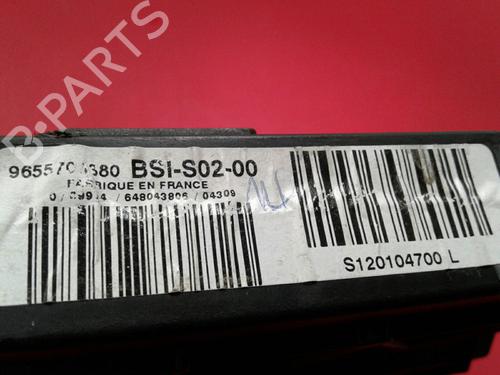 B-PARTS
BSI-S02-00
FABRIQUE EN FRANCE
/ 648043806 / 04309
S120104700 L